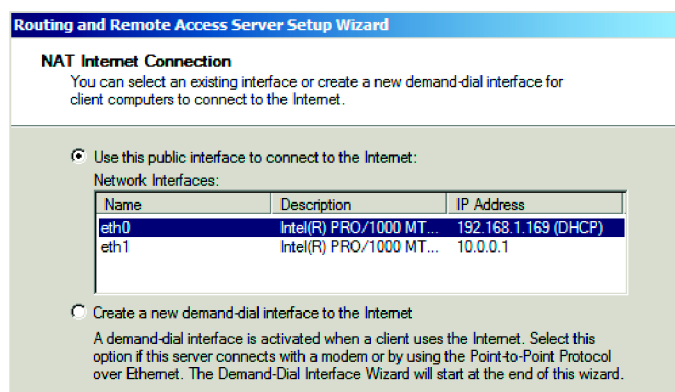 Routing and Remote Access Server Setup Wizard
NAT Internet Connection
You can select an existing interface or create a new demand-dial interface for
client computers to connect to the Internet.
Use this public interface to connect to the Internet:
Network Interfaces:
Name Description IP Address
eth0 Intel(R) PRO/1000 MT... 192.168.1.169 (DHCP)
eth1 Intel(R) PRO/1000 MT... 10.0.0.1
Create a new demand-dial interface to the Internet
A demand-dial interface is activated when a client uses the Internet. Select this
option if this server connects with a modem or by using the Point-to-Point Protocol
over Ethernet. The Demand-Dial Interface Wizard will start at the end of this wizard.